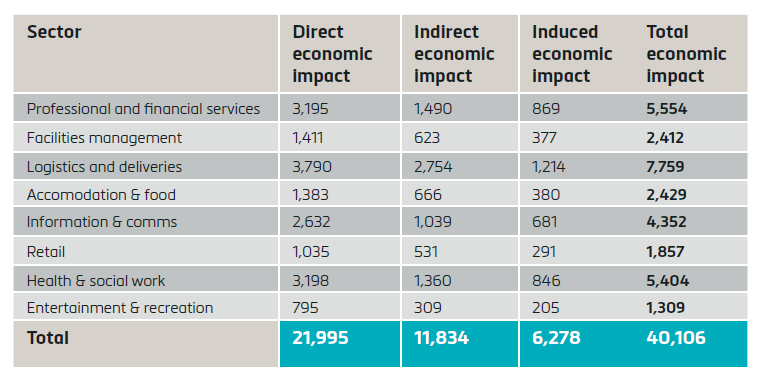 Sector Direct economic impact Indirect economic impact Induced economic impact Total economic impact
Professional and financial services 3,195 1,490 869 5,554
Facilities management 1,411 623 377 2,412
Logistics and deliveries 3,790 2,754 1,214 7,759
Accomodation & food 1,383 666 380 2,429
Information & comms 2,632 1,039 681 4,352
Retail 1,035 531 291 1,857
Health & social work 3,198 1,360 846 5,404
Entertainment & recreation 795 309 205 1,309
Total 21,995 11,834 6,278 40,106